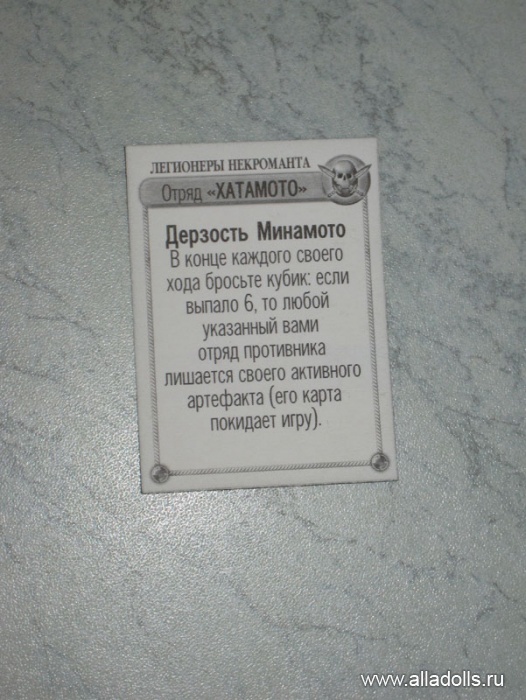 ЛЕГИОНЕРЫ НЕКРОМАНТА
Отряд «ХАТАМОТО»
Дерзость Минамото
В конце каждого своего
хода бросьте кубик: если
выпало 6, то любой
указанный вами
отряд противника
лишается своего активного
артефакта (его карта
покидает игру).
www.alladolls.ru